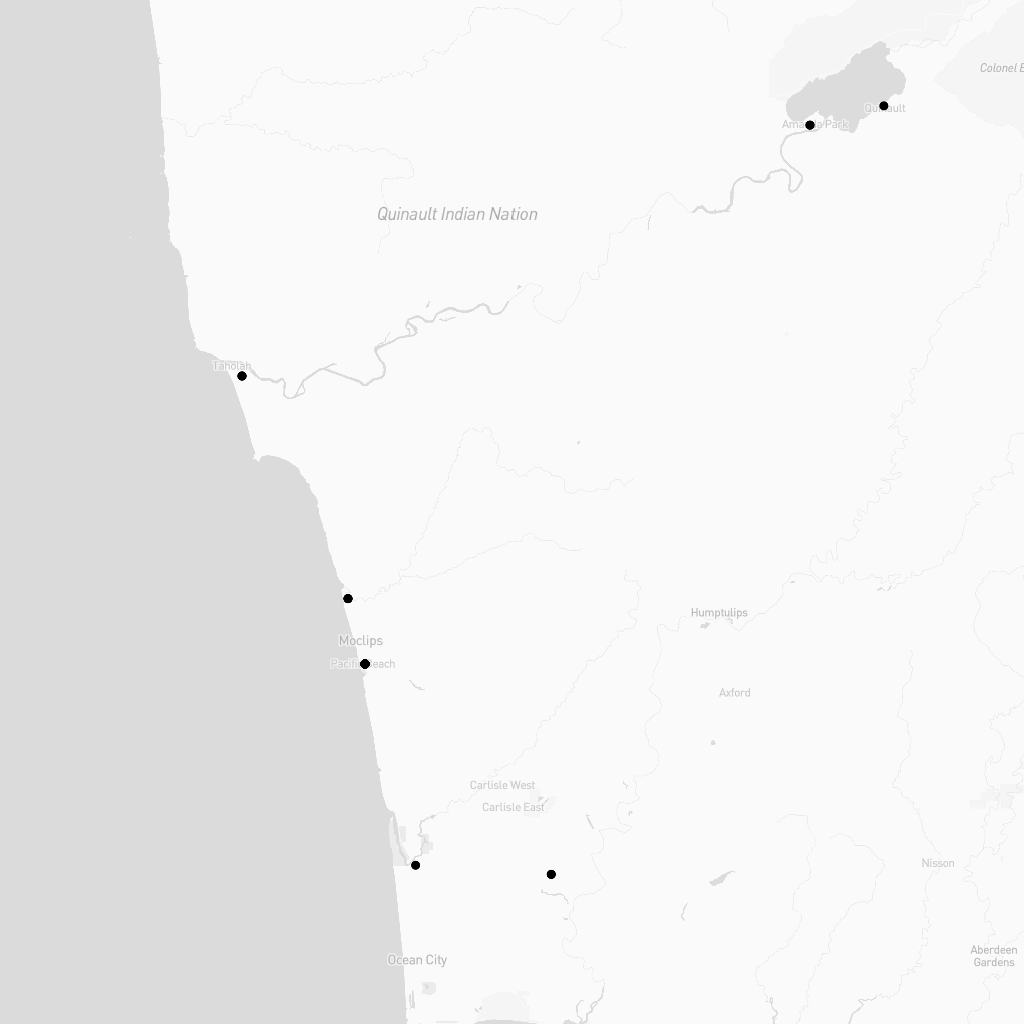 Colonel B
Quinault
Amanda Park
Quinault Indian Nation
Taholah
Humptulips
Moclips
Pacific Beach
Axford
Carlisle West
Carlisle East
Nisson
Ocean City
Aberdeen
Gardens